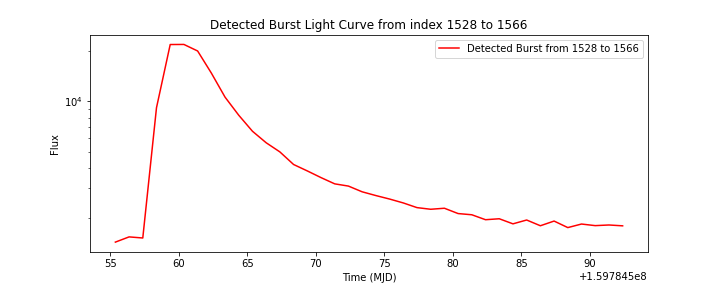 Detected Burst Light Curve from index 1528 to 1566
Detected Burst from 1528 to 1566
10⁴
Flux
55 60 65 70 75 80 85 90
Time (MJD)
+1.597845e8